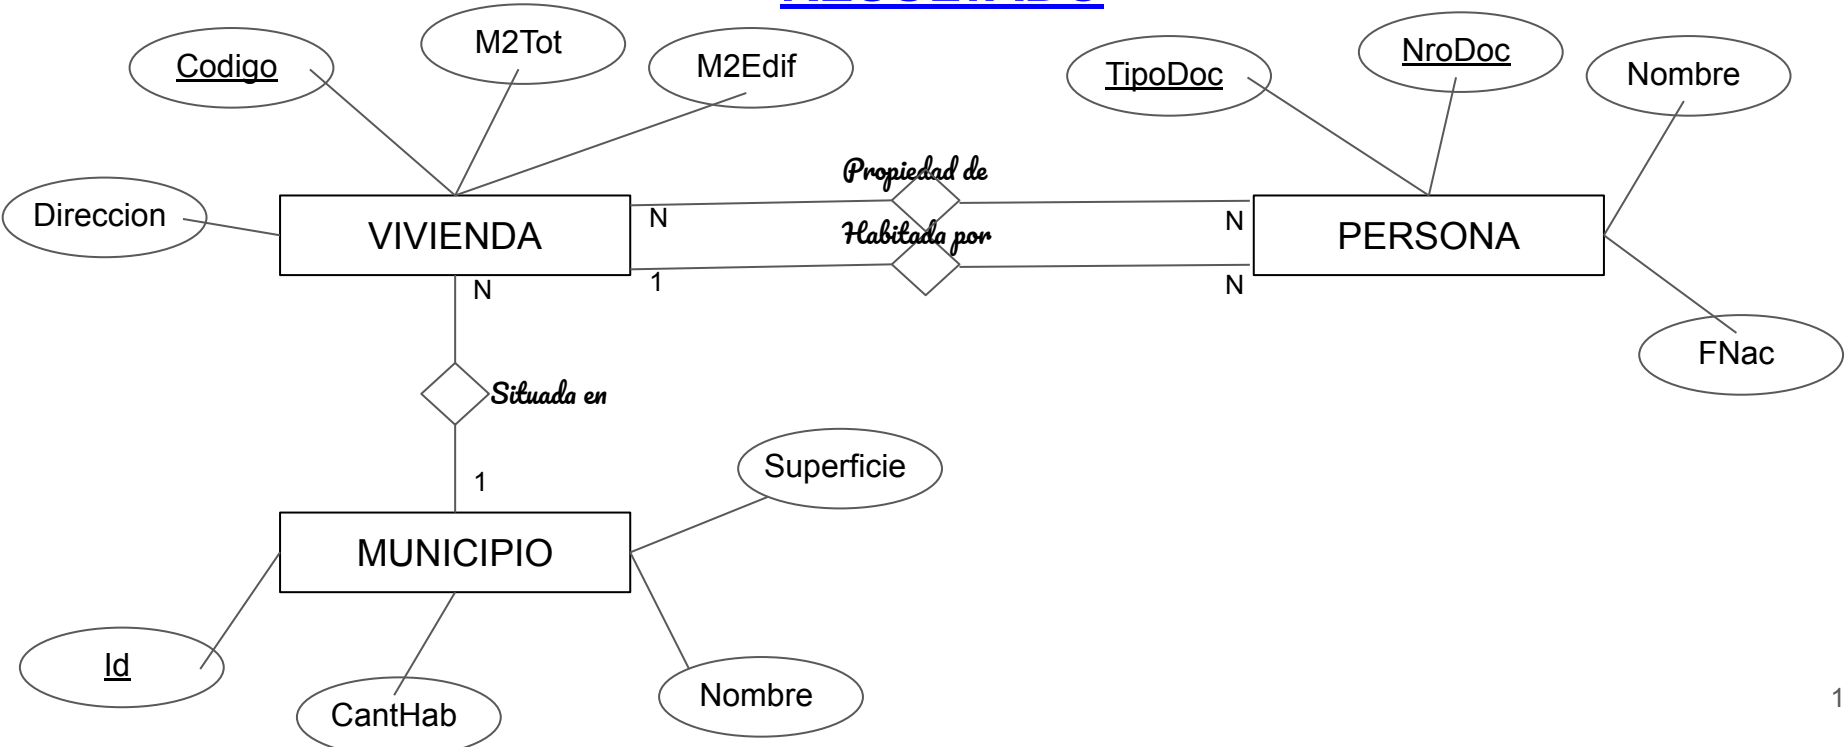 Codigo
M2Tot
M2Edif
TipoDoc
NroDoc
Nombre
Direccion
VIVIENDA
Propiedad de
N
N
Habitada por
1
N
PERSONA
FNac
N
Situada en
1
Superficie
MUNICIPIO
Id
CantHab
Nombre
1